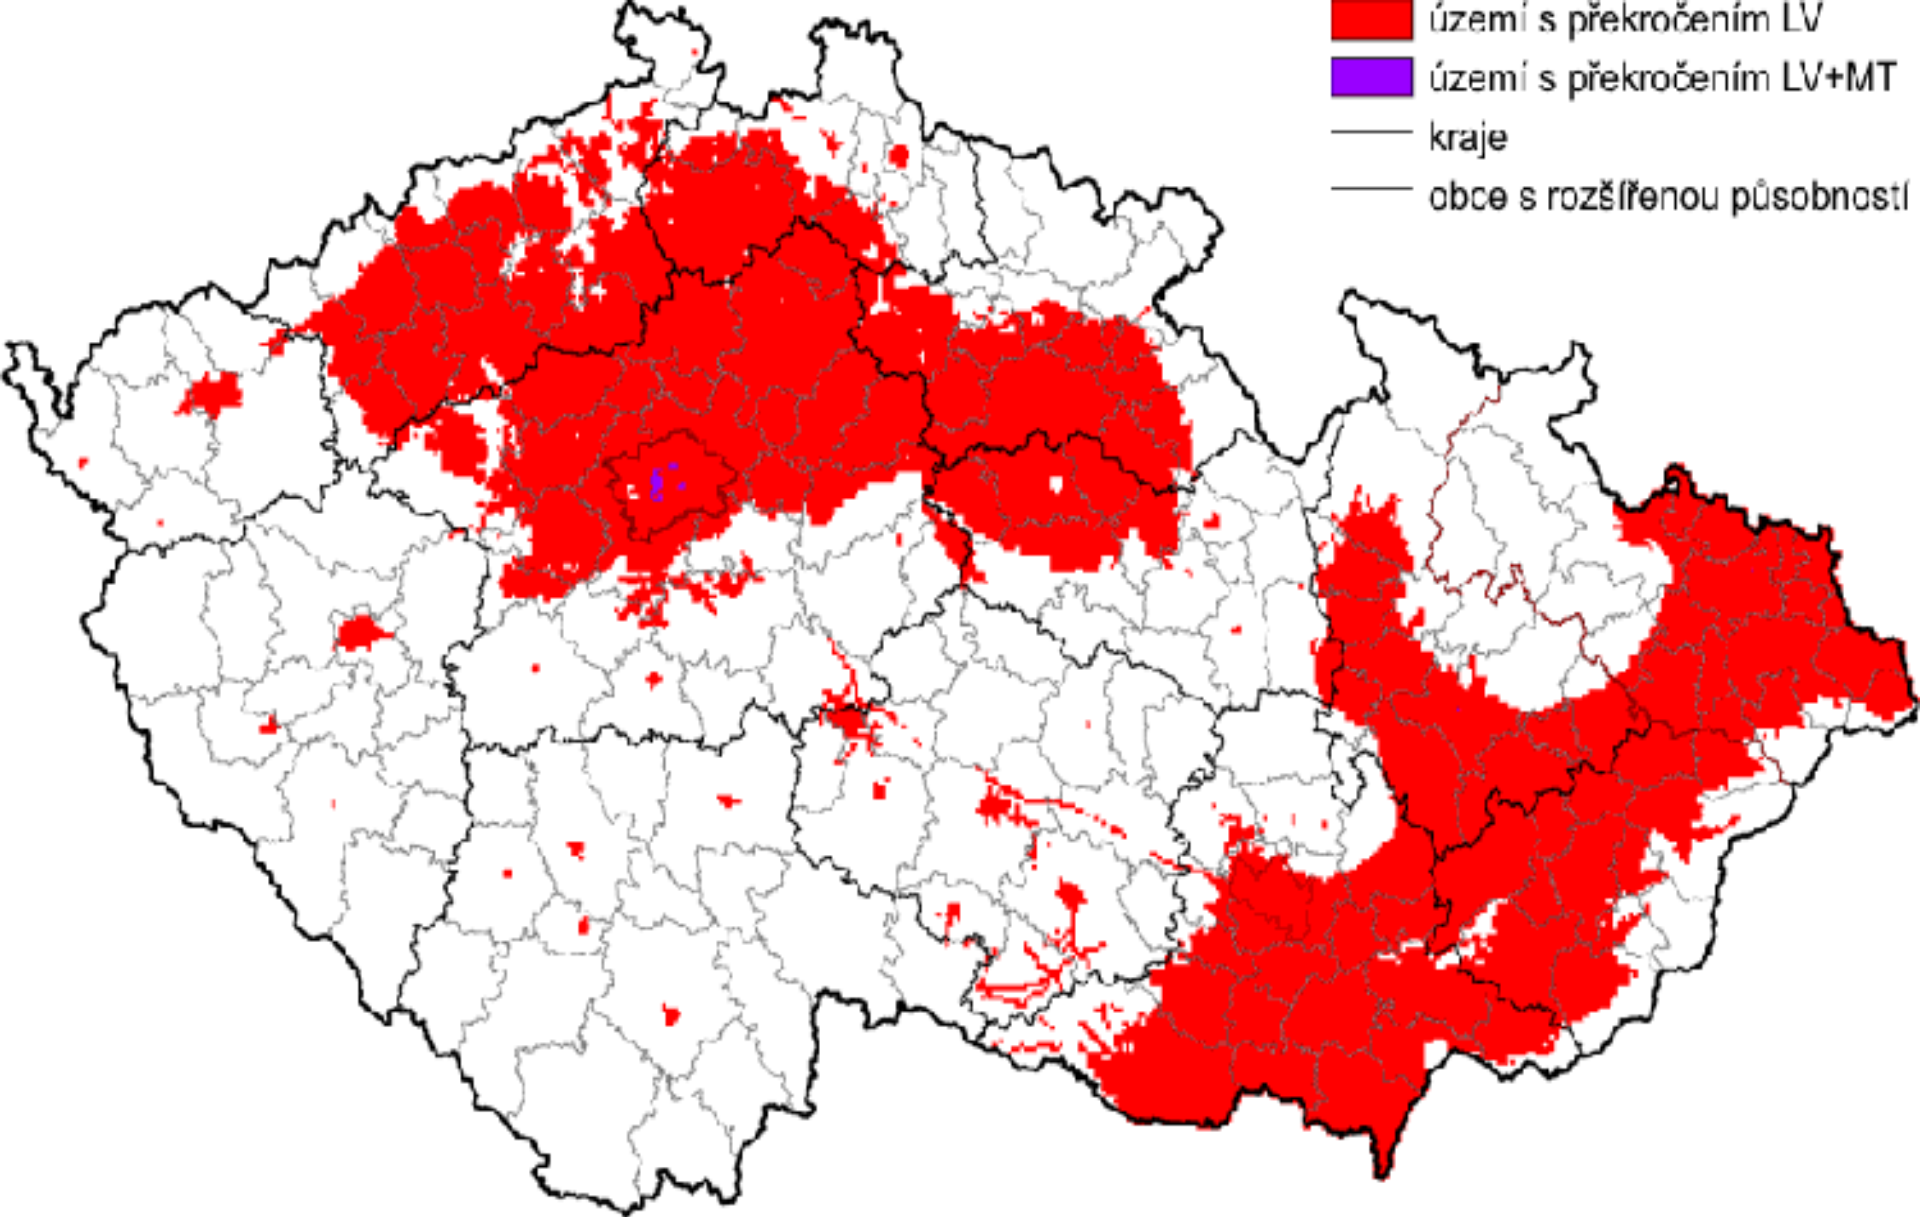 území s překročením LV
území s překročením LV+MT
kraje
obce s rozšířenou působností